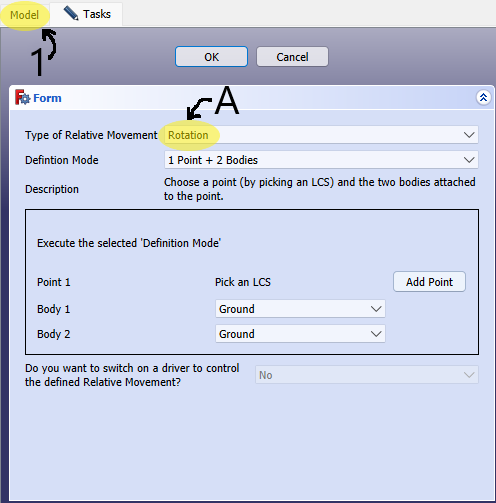 Model
Tasks
1
OK
Cancel
A
Form
Type of Relative Movement Rotation
Defintion Mode 1 Point + 2 Bodies
Description Choose a point (by picking an LCS) and the two bodies attached
to the point.
Execute the selected 'Definition Mode'
Point 1 Pick an LCS Add Point
Body 1 Ground
Body 2 Ground
Do you want to switch on a driver to control
the defined Relative Movement? No